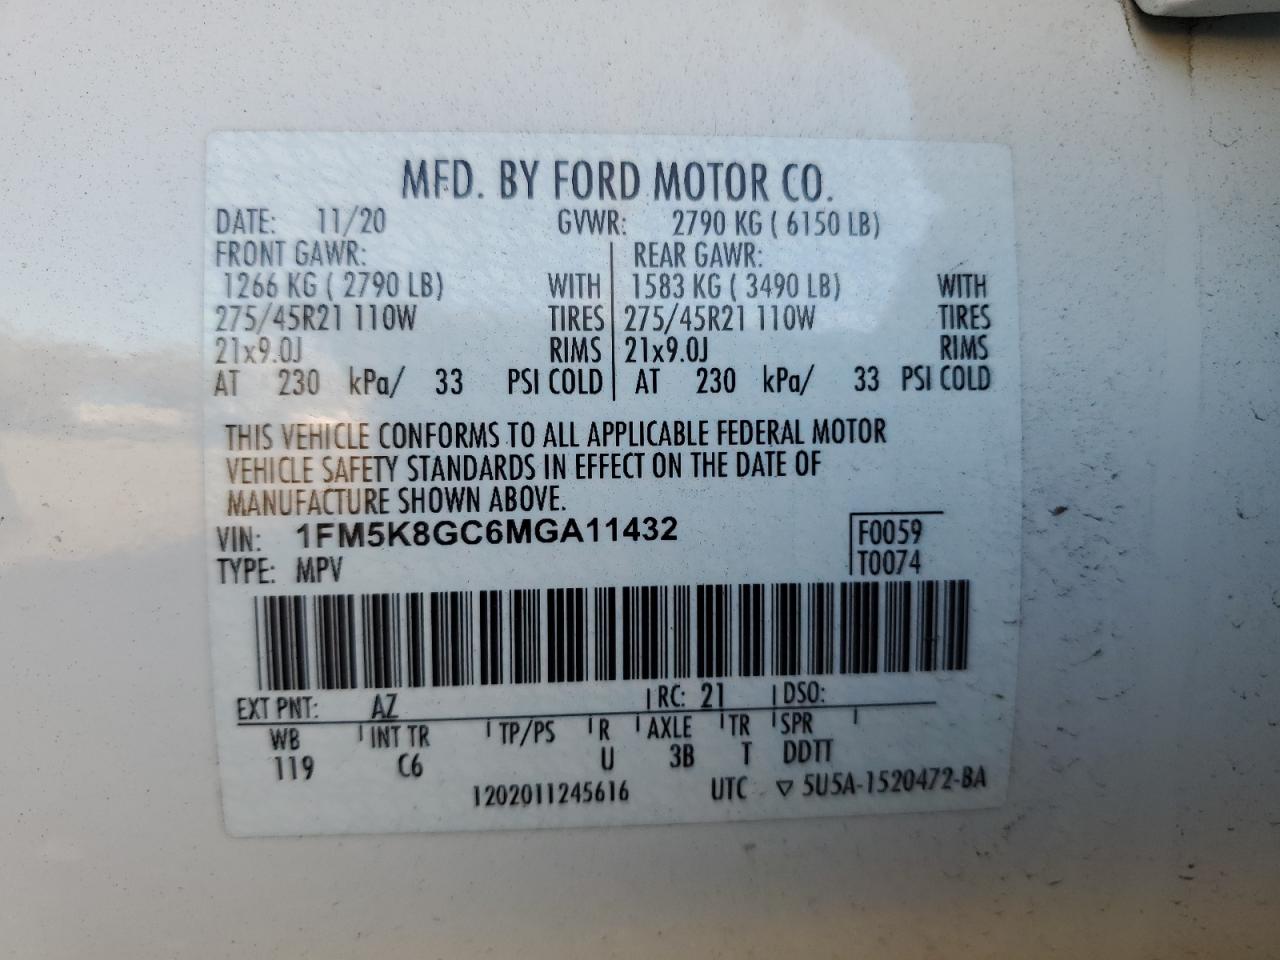 MFD. BY FORD MOTOR CO.
DATE: 11/20 GVWR: 2790 KG ( 6150 LB)
FRONT GAWR: REAR GAWR:
1266 KG ( 2790 LB) WITH 1583 KG ( 3490 LB) WITH
275/45R21 110W TIRES 275/45R21 110W TIRES
21x9.0J RIMS 21x9.0J RIMS
AT 230 kPa/ 33 PSI COLD AT 230 kPa/ 33 PSI COLD
THIS VEHICLE CONFORMS TO ALL APPLICABLE FEDERAL MOTOR
VEHICLE SAFETY STANDARDS IN EFFECT ON THE DATE OF
MANUFACTURE SHOWN ABOVE.
VIN: 1FM5K8GC6MGA11432 F0059
TYPE: MPV T0074
EXT PNT: AZ RC: 21 DSO:
WB INT TR TP/PS R AXLE TR SPR
119 C6 U 3B T DDTT
1202011245616 UTC ▽ 5U5A-1520472-BA